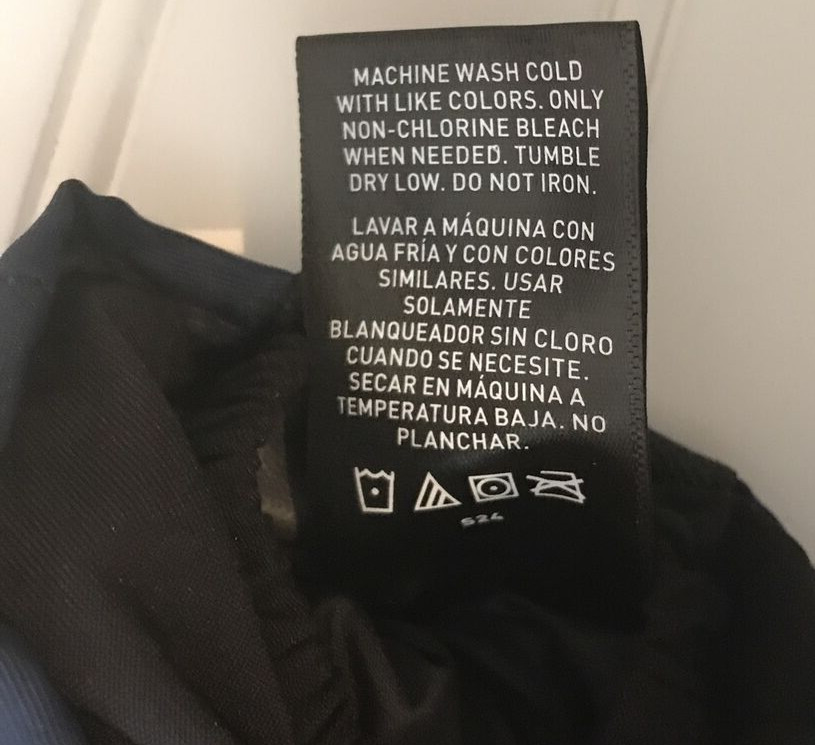 MACHINE WASH COLD
WITH LIKE COLORS. ONLY
NON-CHLORINE BLEACH
WHEN NEEDED. TUMBLE
DRY LOW. DO NOT IRON.
LAVAR A MÁQUINA CON
AGUA FRÍA Y CON COLORES
SIMILARES. USAR
SOLAMENTE
BLANQUEADOR SIN CLORO
CUANDO SE NECESITE.
SECAR EN MÁQUINA A
TEMPERATURA BAJA. NO
PLANCHAR.